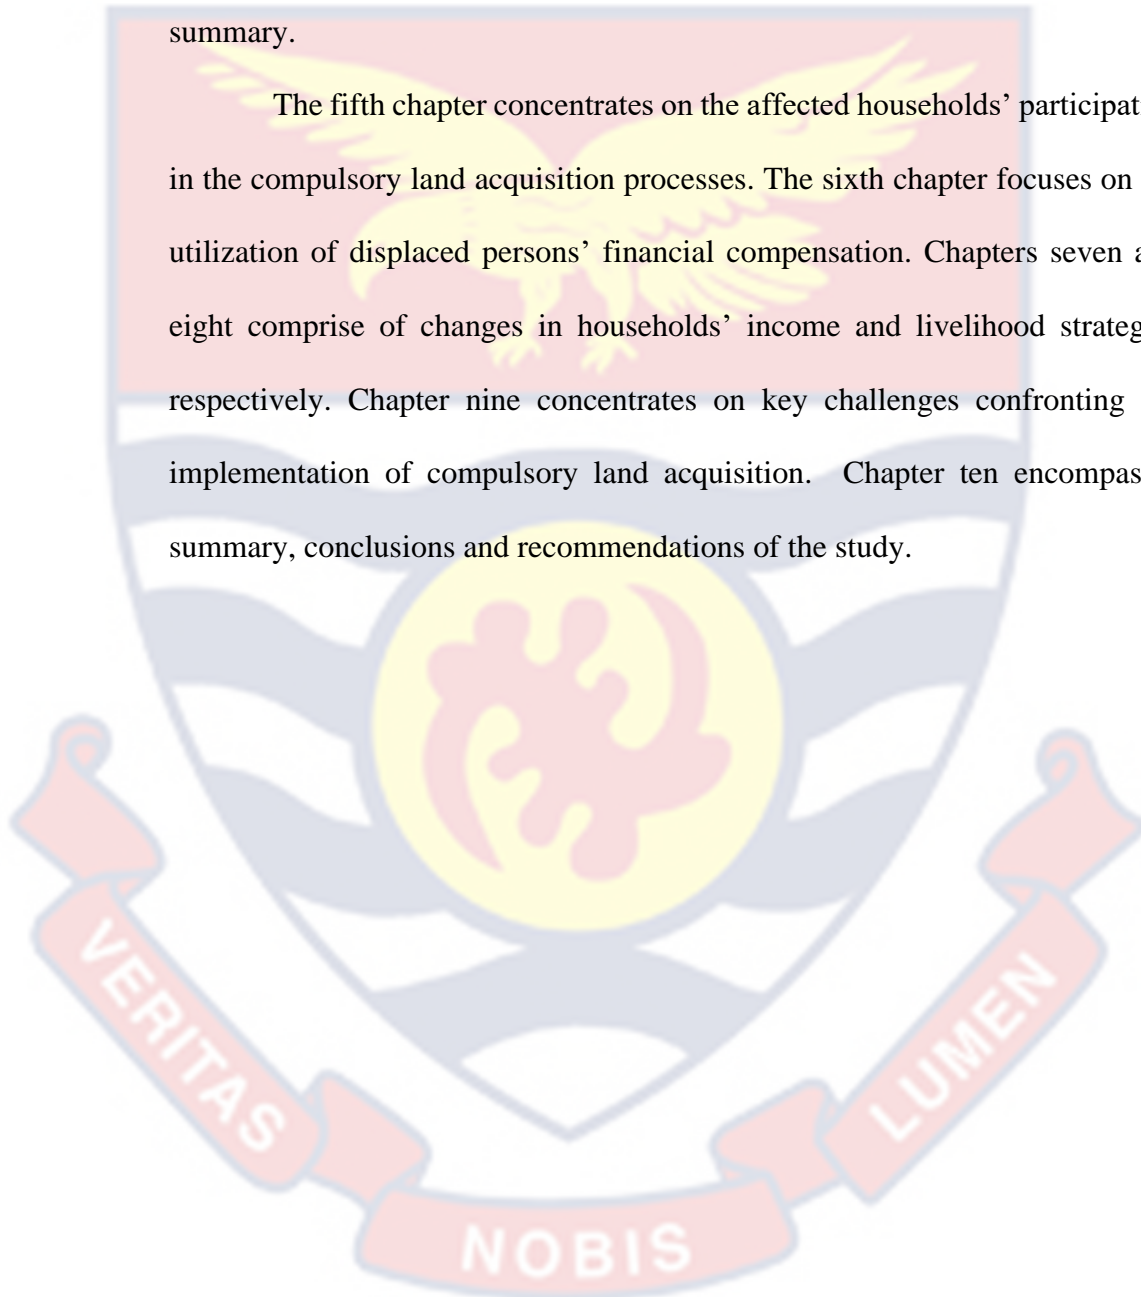 summary.
The fifth chapter concentrates on the affected households’ participat
in the compulsory land acquisition processes. The sixth chapter focuses on
utilization of displaced persons’ financial compensation. Chapters seven a
eight comprise of changes in households’ income and livelihood strateg
respectively. Chapter nine concentrates on key challenges confronting
implementation of compulsory land acquisition. Chapter ten encompas
summary, conclusions and recommendations of the study.
VERITAS
NOBIS
LUMEN